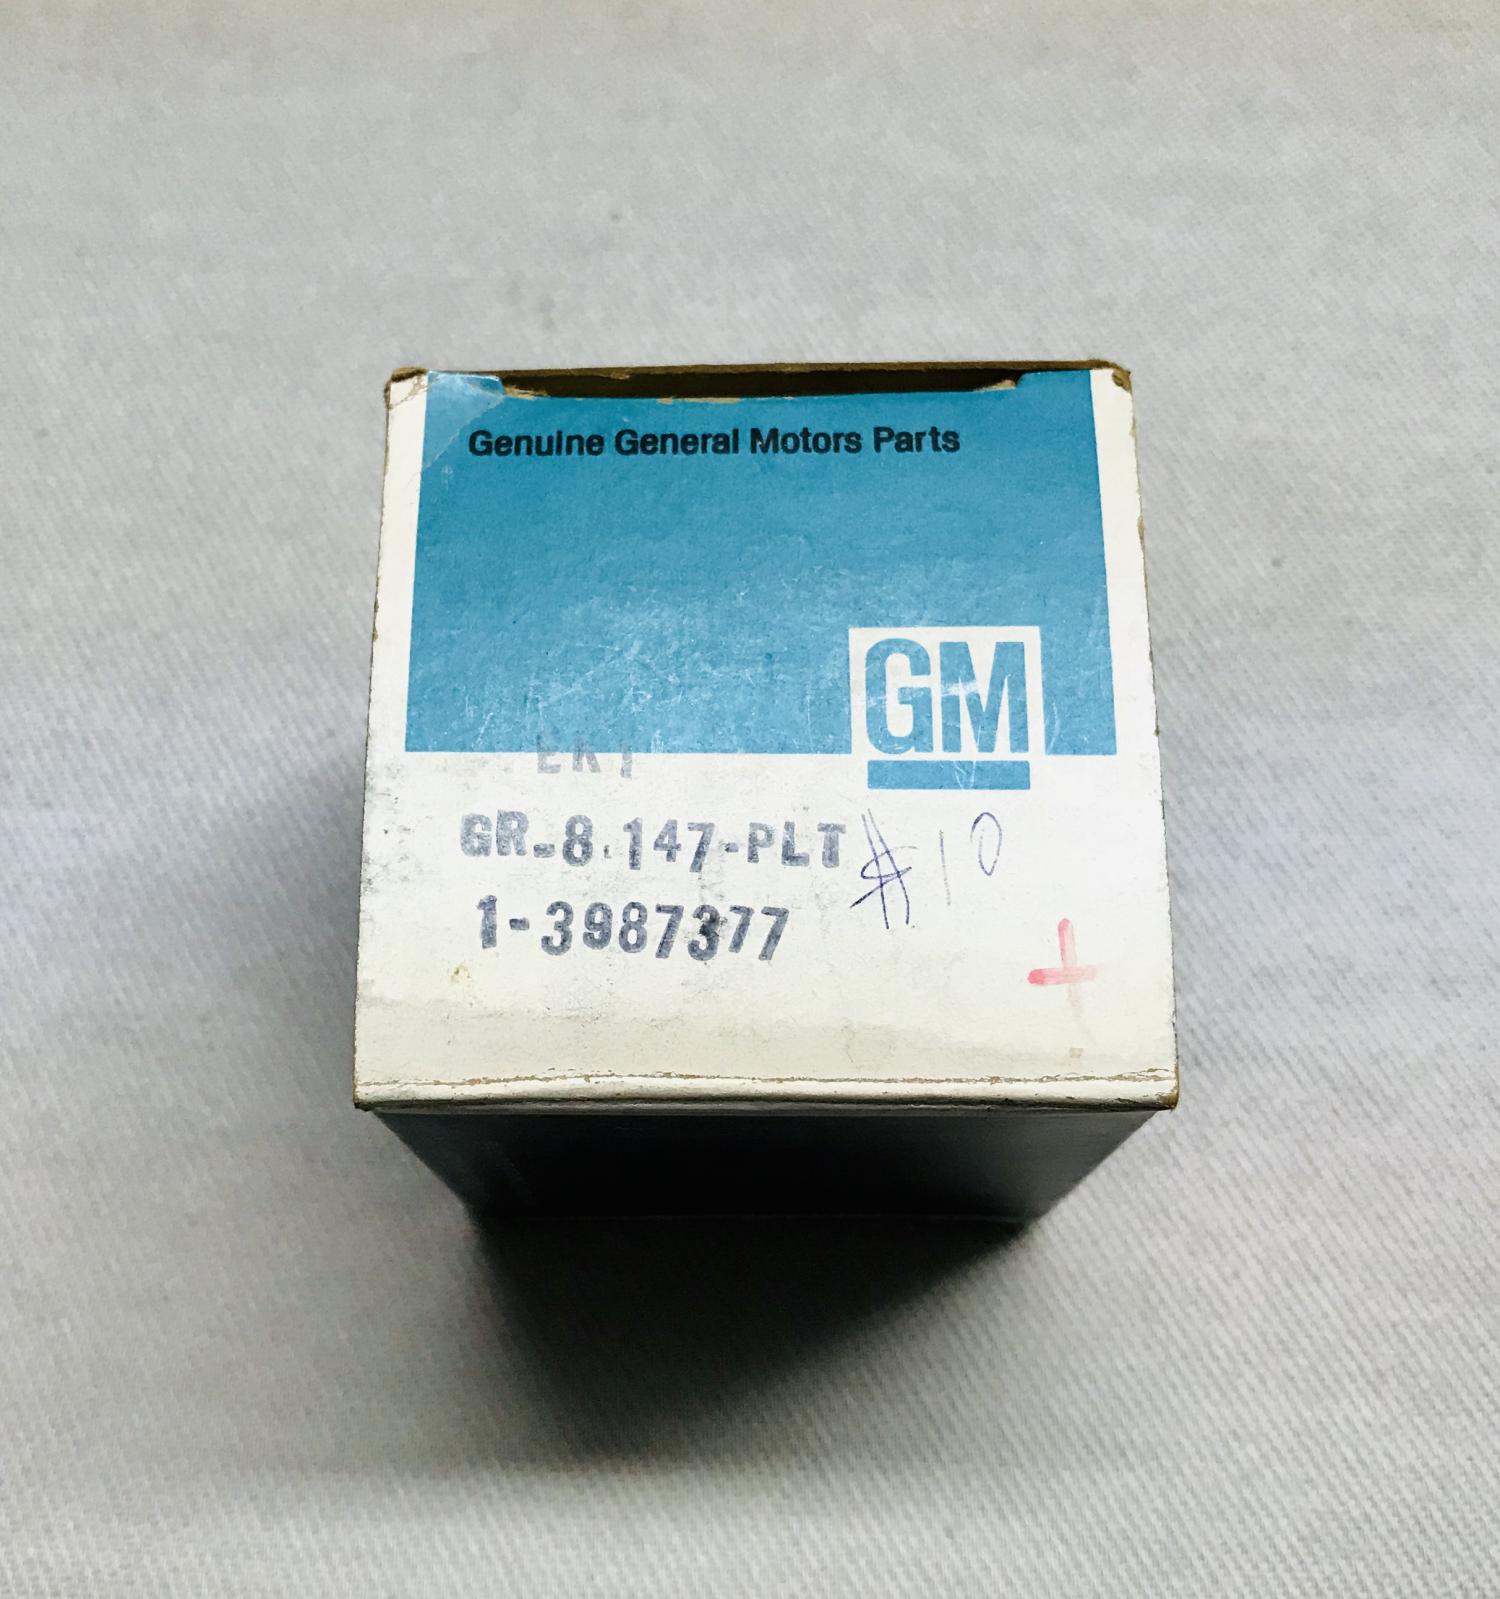 Genuine General Motors Parts
GM
GR-8.147-PLT
#10
1-3987377